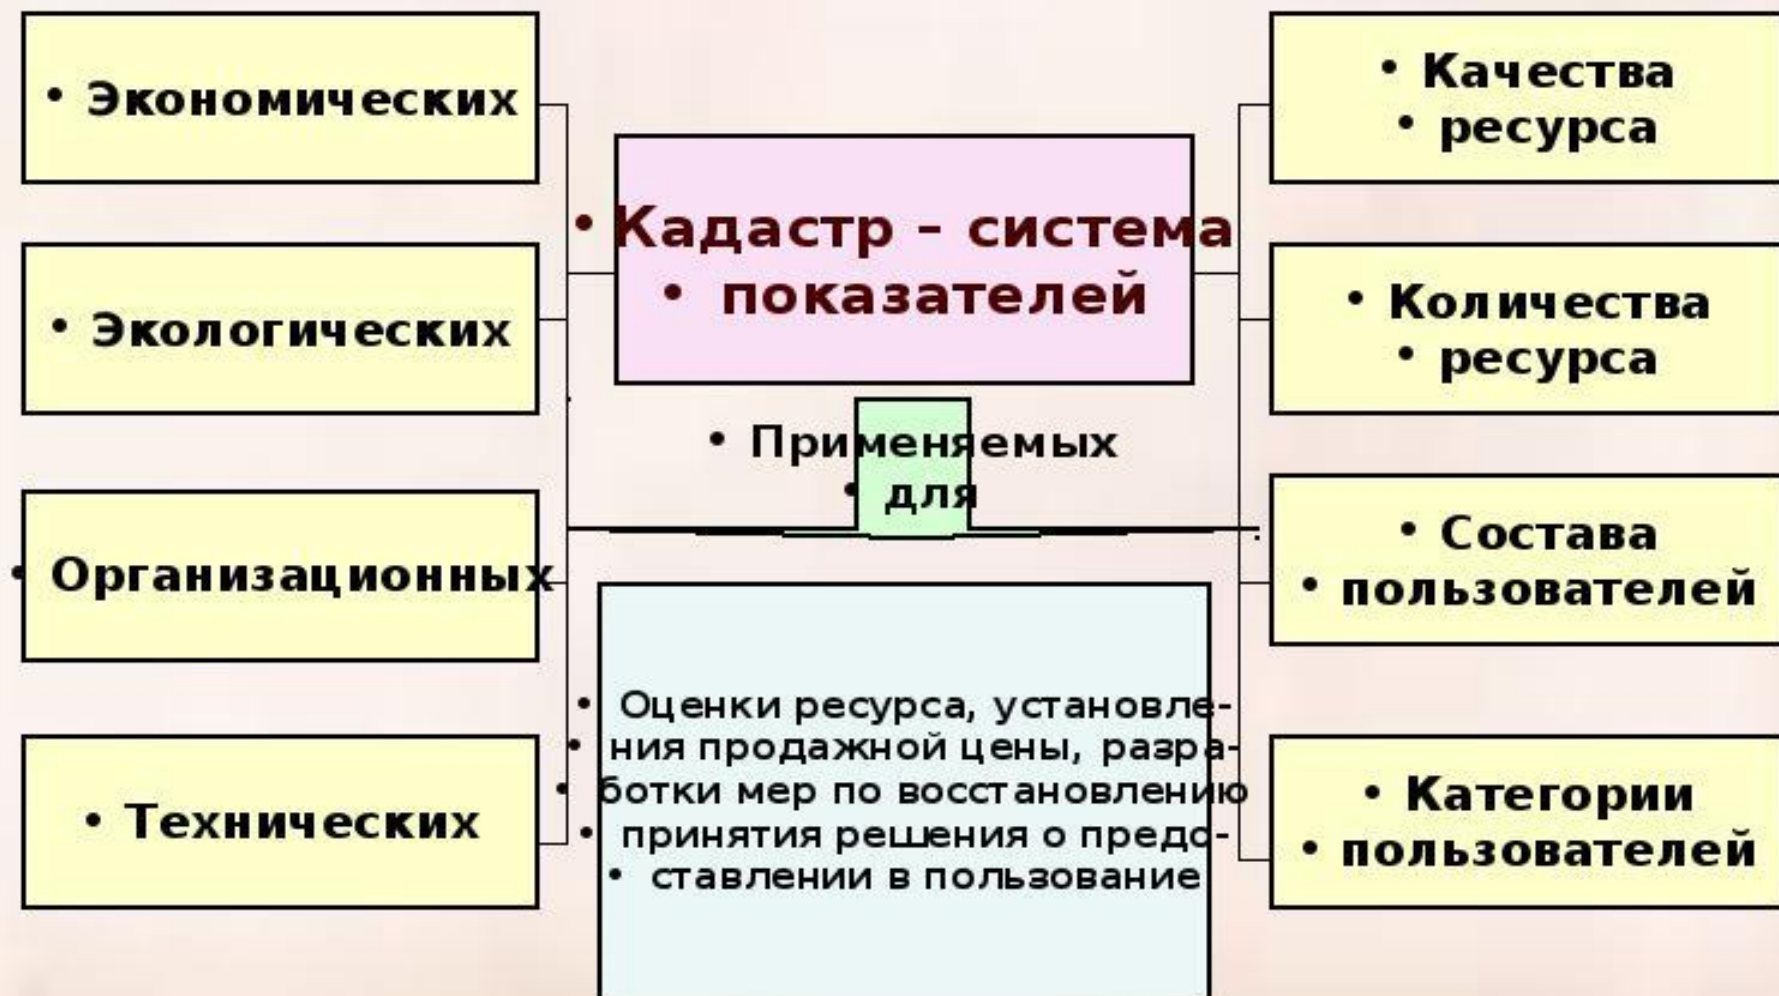 • Экономических
• Экологических
• Организационных
• Технических
• Кадастр – система
• показателей
• Применяемых
• для
• Оценки ресурса, установле-
• ния продажной цены, разра-
• ботки мер по восстановлению
• принятия решения о предо-
• ставлении в пользование
• Качества
• ресурса
• Количества
• ресурса
• Состава
• пользователей
• Категории
• пользователей